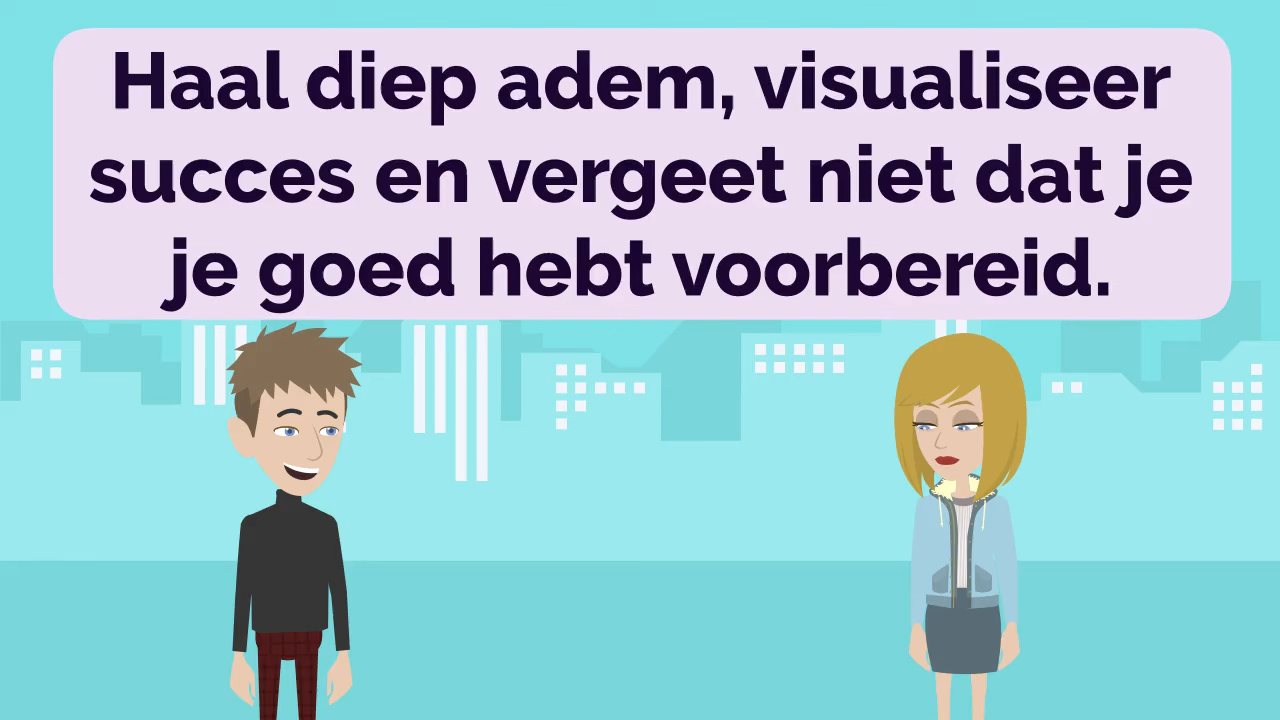 Haal diep adem, visualiseer
succes en vergeet niet dat je
je goed hebt voorbereid.